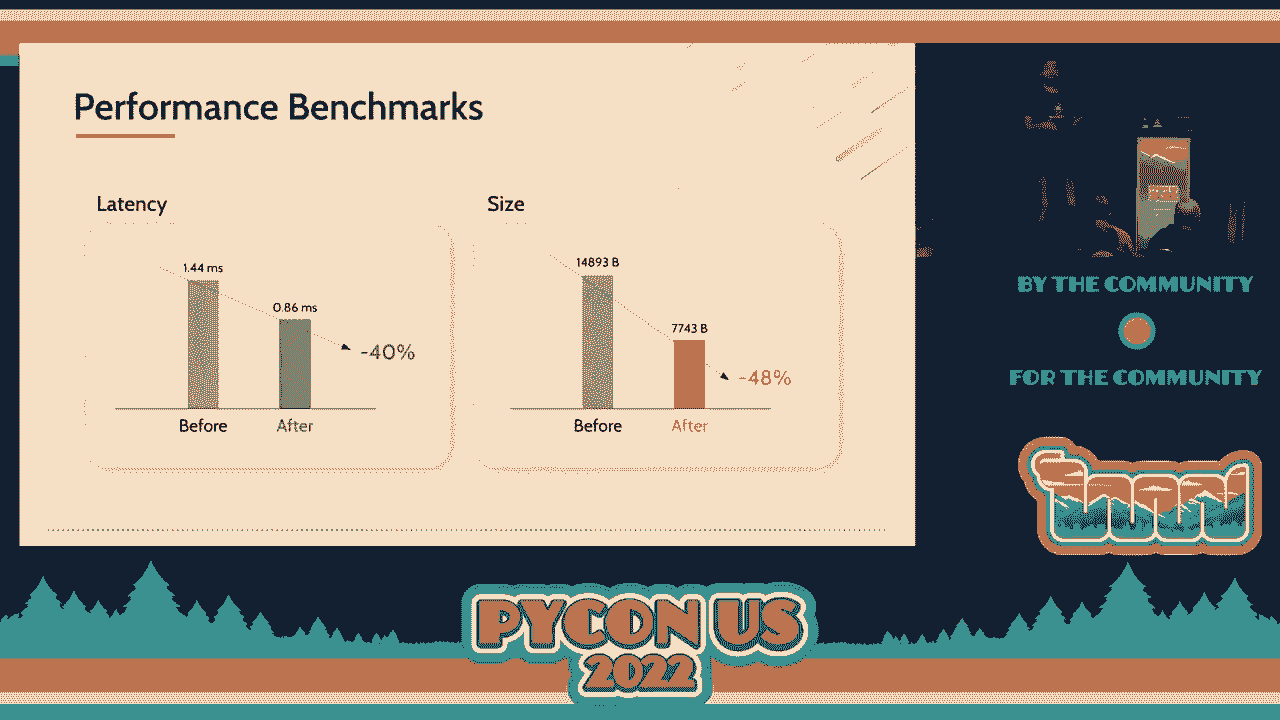 Performance Benchmarks
Latency
1.44 ms
0.86 ms
-40%
Before
After
Size
14893 B
7743 B
-48%
Before
After
BY THE COMMUNITY
FOR THE COMMUNITY
PYCON US
2022